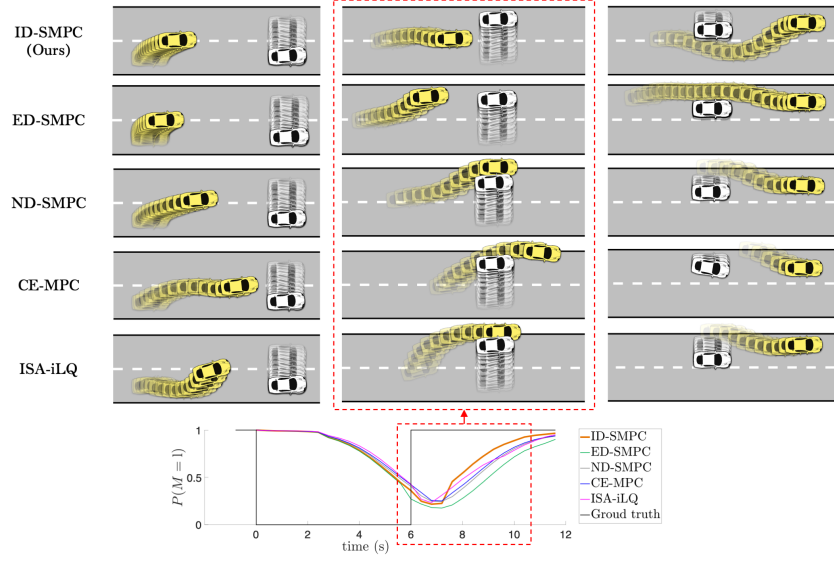 ID-SMPC
(Ours)
ED-SMPC
ND-SMPC
CE-MPC
ISA-iLQ
P(M = 1)
1
0.5
0
-2
0
2
4
6
8
10
12
time (s)
ID-SMPC
ED-SMPC
ND-SMPC
CE-MPC
ISA-iLQ
Groud truth